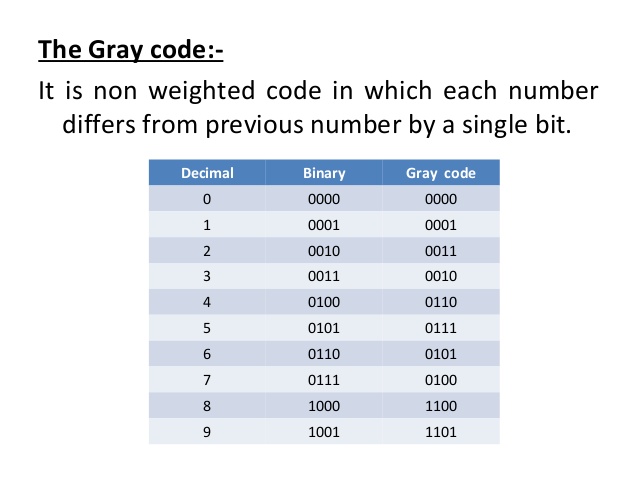 The Gray code:-
It is non weighted code in which each number
differs from previous number by a single bit.
Decimal Binary Gray code
0 0000 0000
1 0001 0001
2 0010 0011
3 0011 0010
4 0100 0110
5 0101 0111
6 0110 0101
7 0111 0100
8 1000 1100
9 1001 1101